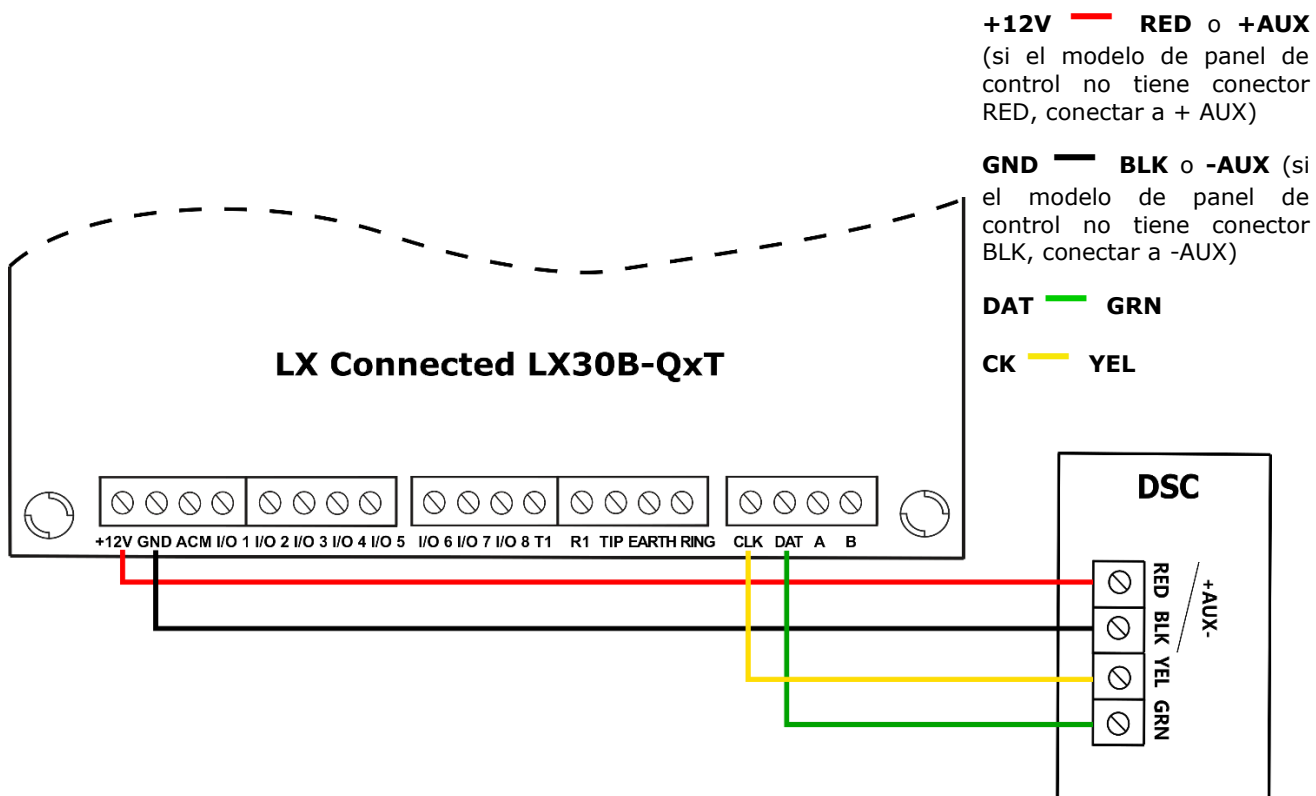 +12V RED o +AUX
(si el modelo de panel de
control no tiene conector
RED, conectar a + AUX)
GND BLK o -AUX (si
el modelo de panel de
control no tiene conector
BLK, conectar a -AUX)
DAT GRN
CK YEL
LX Connected LX30B-QxT
+12V GND ACM I/O 1 I/O 2 I/O 3 I/O 4 I/O 5 I/O 6 I/O 7 I/O 8 T1 R1 TIP EARTH RING CLK DAT A B
DSC
RED
BLK
YEL
GRN
+AUX-